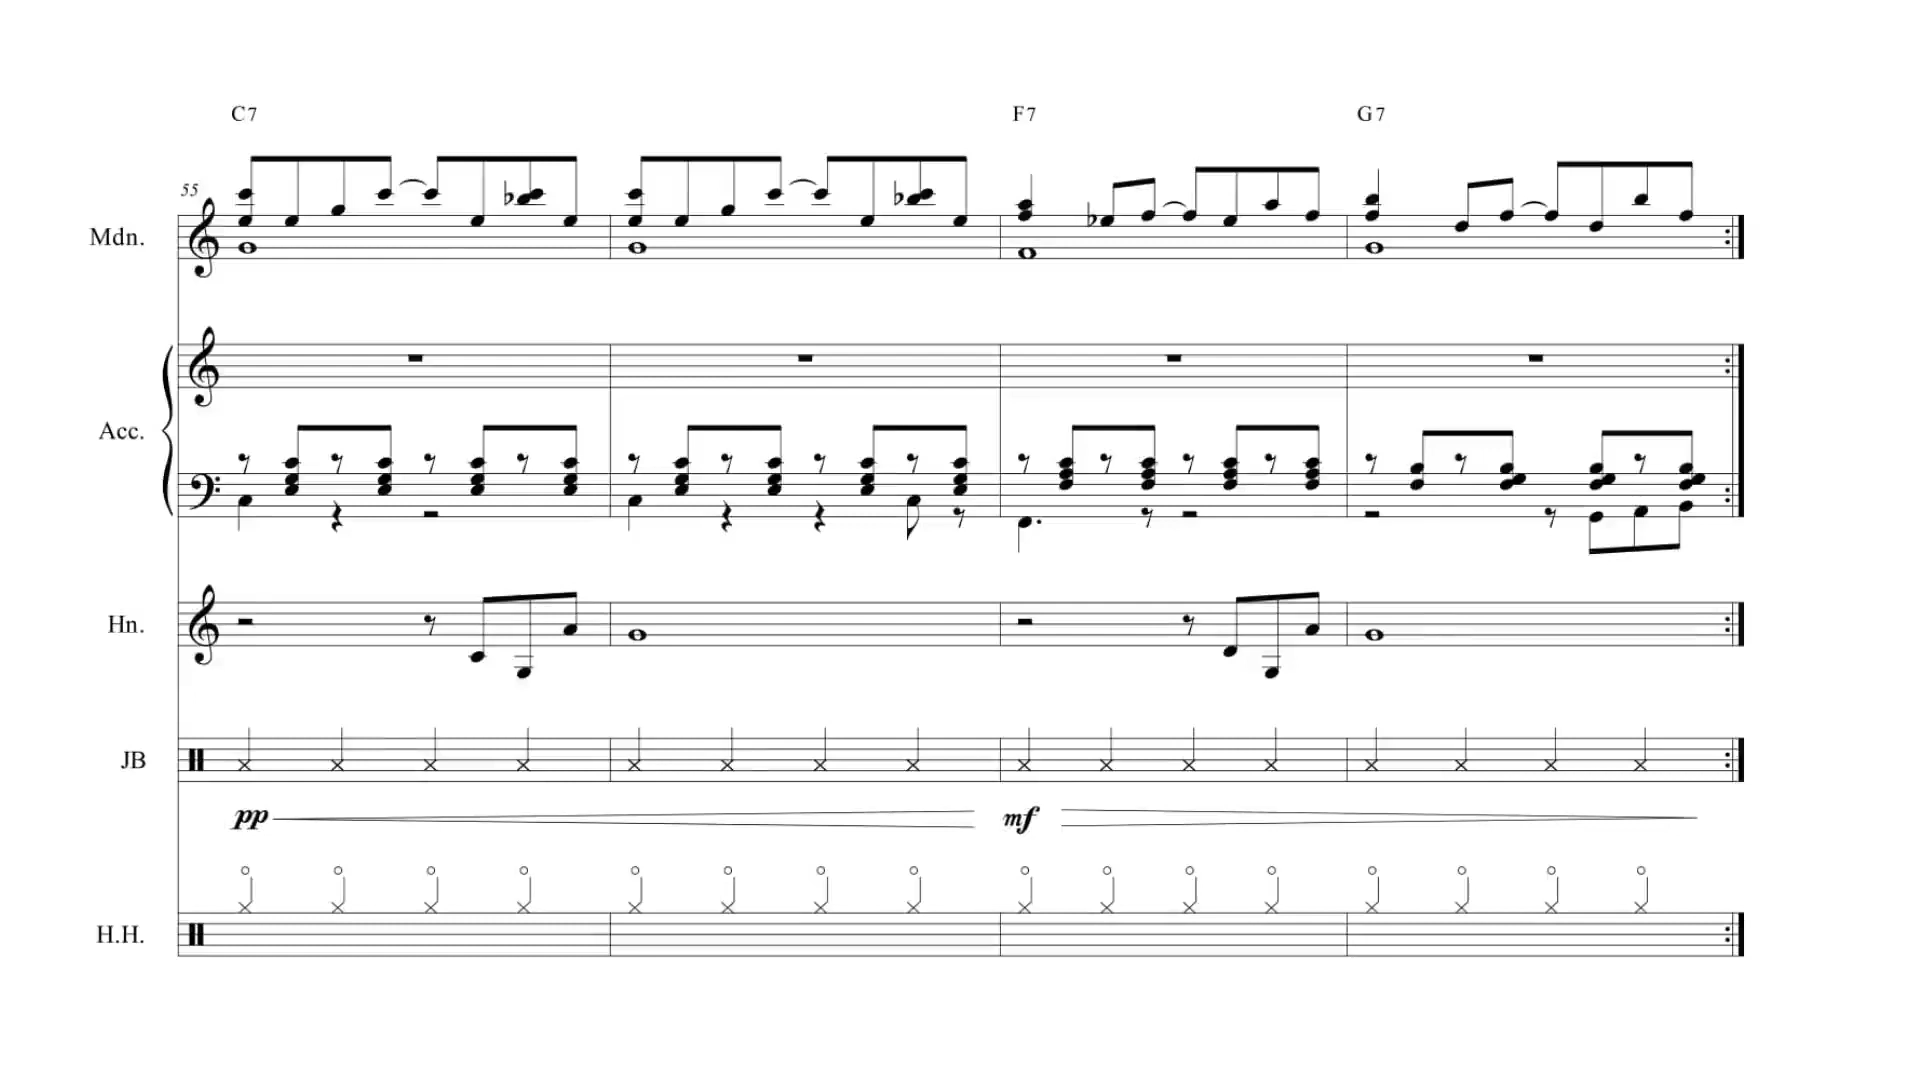 C7 F7 G7
55
Mdn.
Acc.
Hn.
JB
pp mf
H.H.